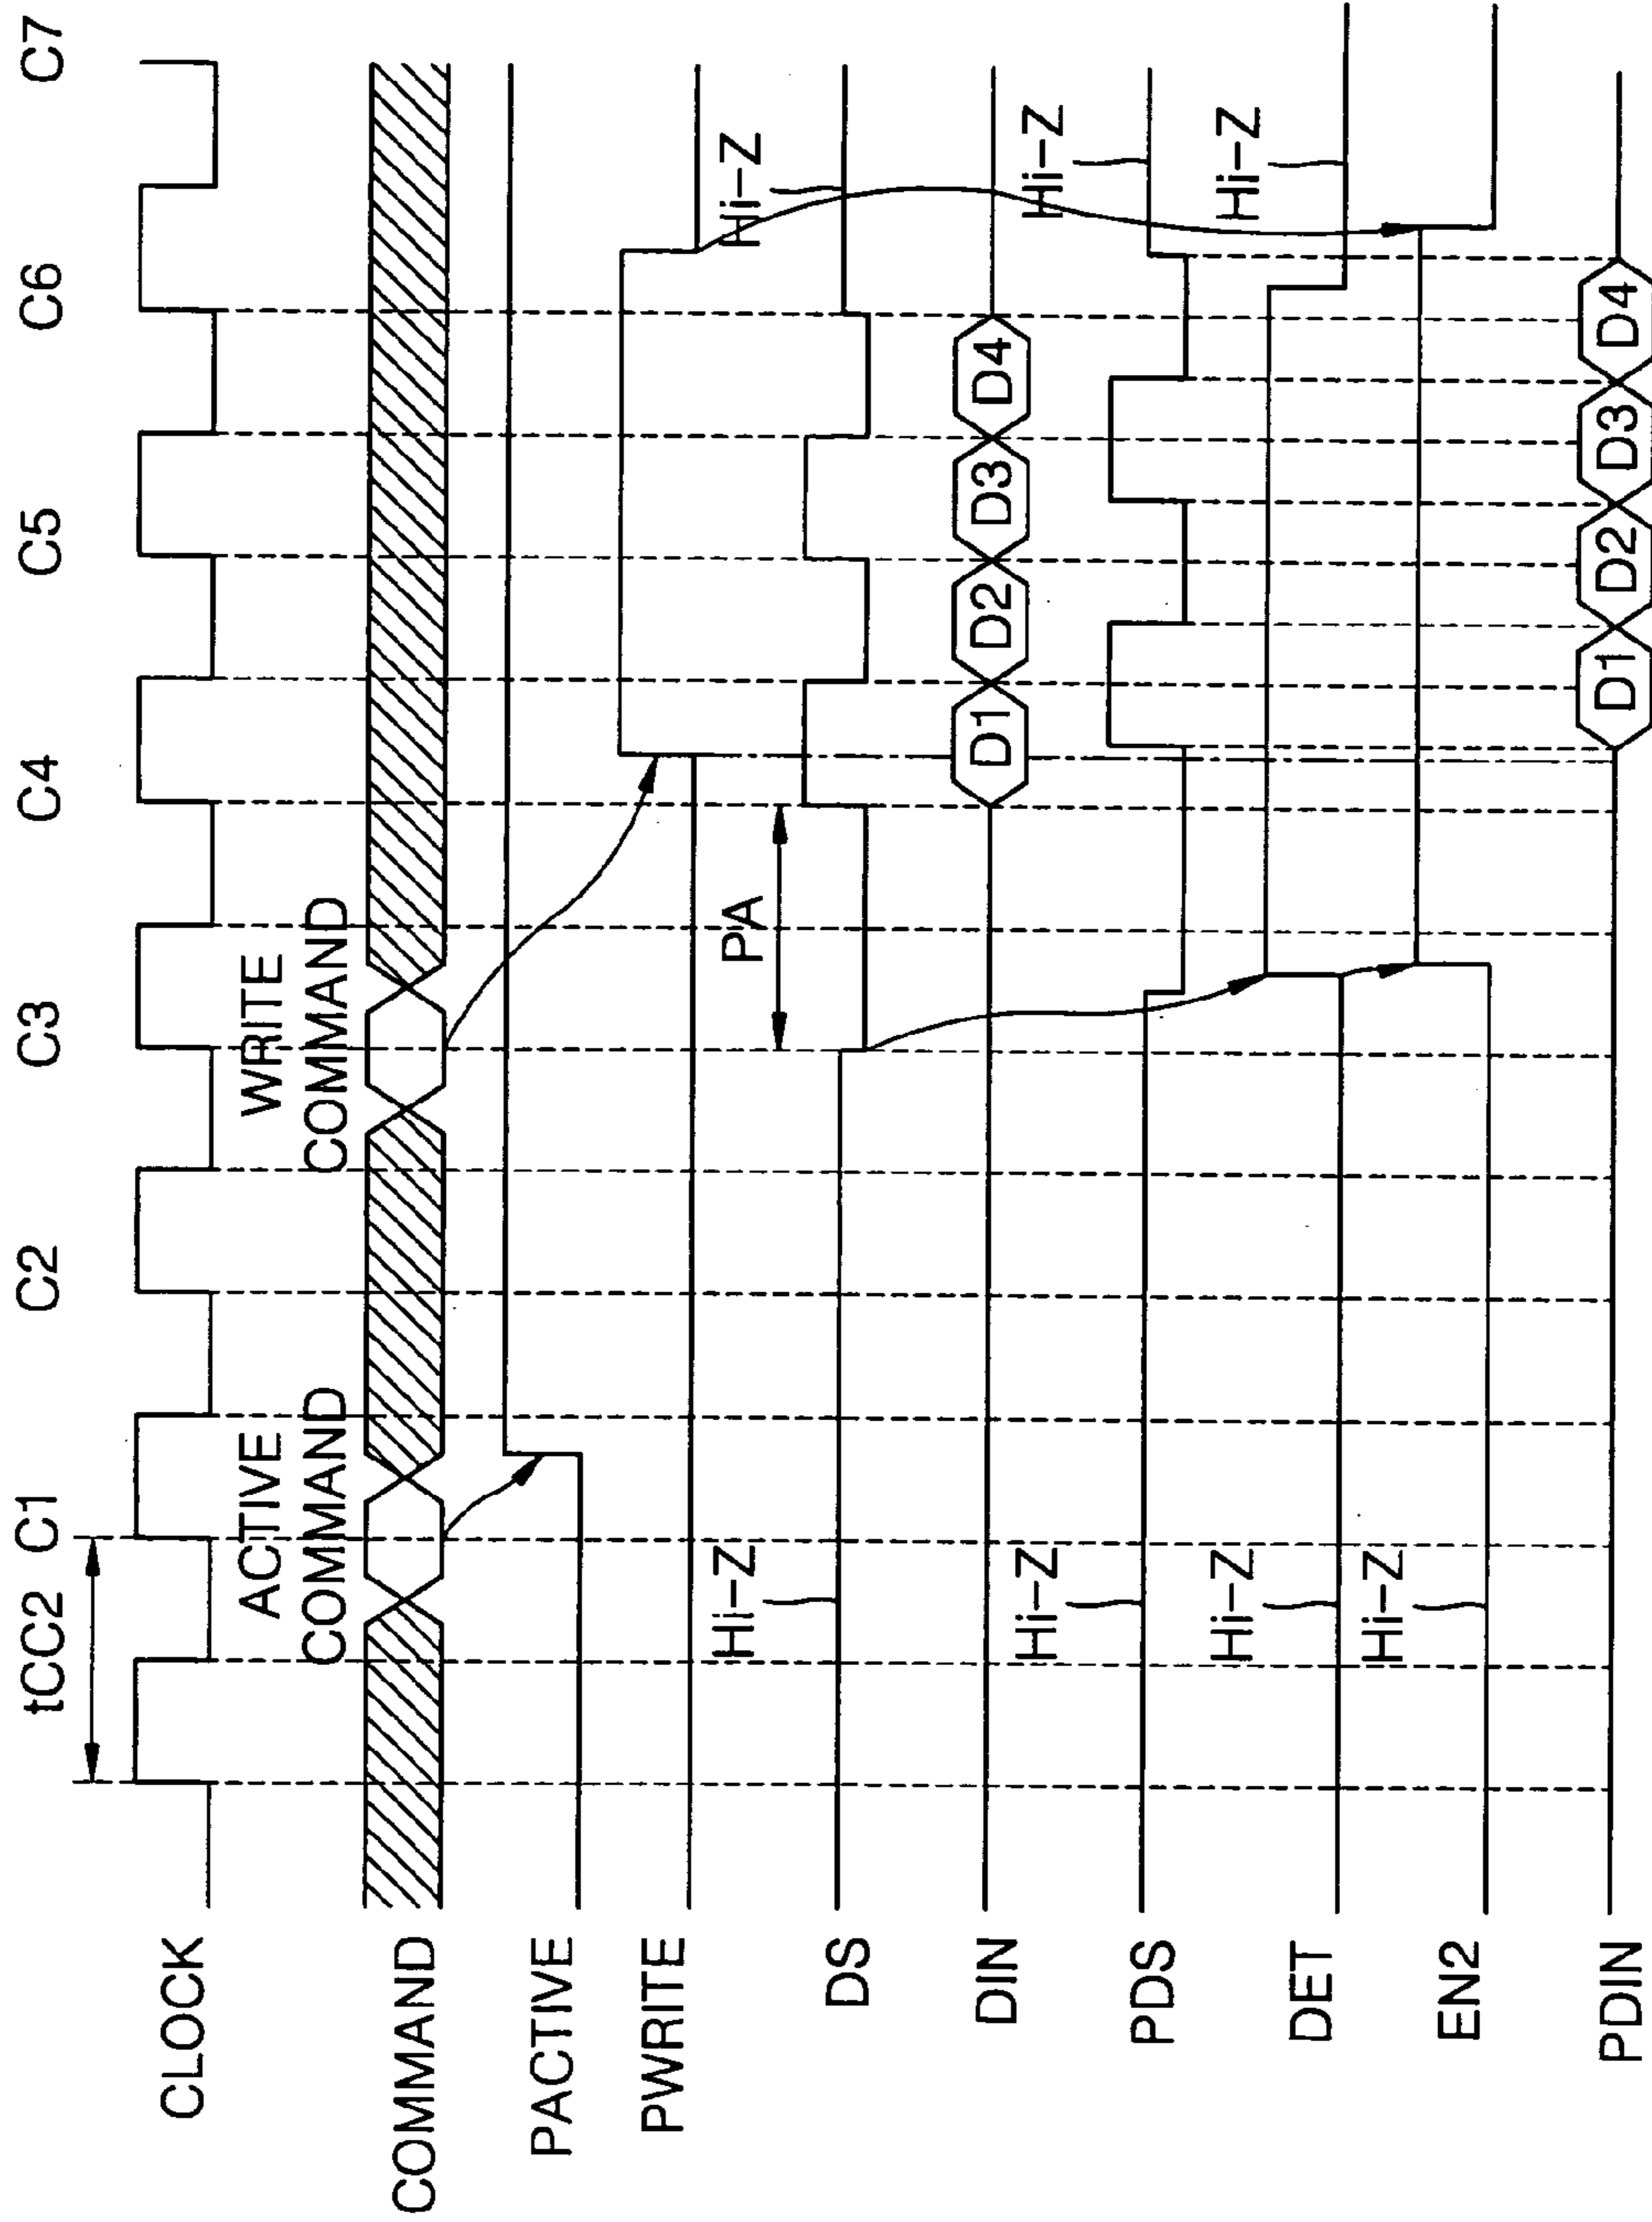 tCC2 C1 C2 C3 C4 C5 C6 C7
CLOCK
ACTIVE
COMMAND
WRITE
COMMAND
COMMAND
PACTIVE
PWRITE
Hi-Z PA Hi-Z
DS
DIN D1 D2 D3 D4
Hi-Z Hi-Z
PDS
Hi-Z Hi-Z
DET
Hi-Z
EN2
PDIN D1 D2 D3 D4